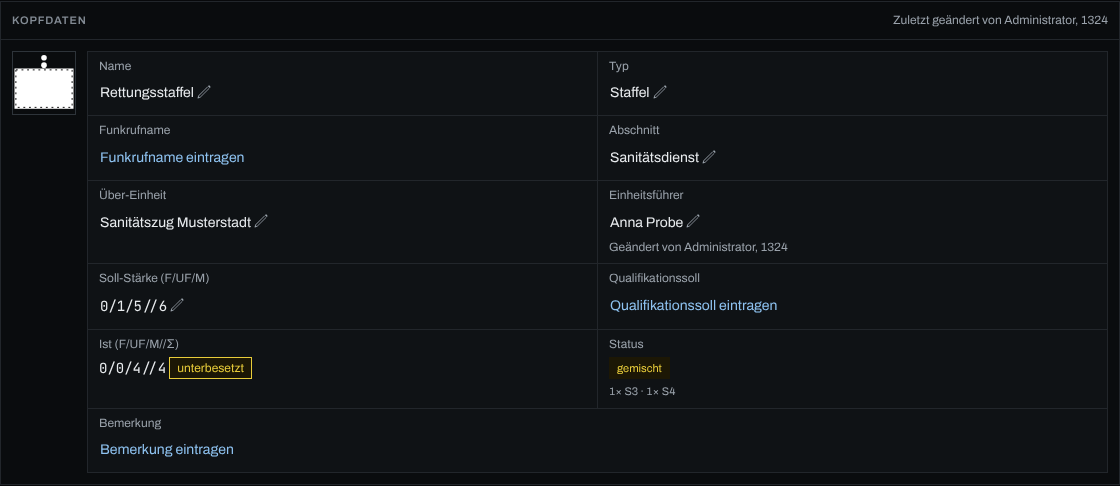 KOPFDATEN
Zuletzt geändert von Administrator, 1324
Name
Rettungsstaffel
Typ
Staffel
Funkrufname
Funkrufname eintragen
Abschnitt
Sanitätsdienst
Über-Einheit
Sanitätszug Musterstadt
Einheitsführer
Anna Probe
Geändert von Administrator, 1324
Soll-Stärke (F/UF/M)
0/1/5//6
Qualifikationssoll
Qualifikationssoll eintragen
Ist (F/UF/M//Σ)
0/0/4//4 unterbesetzt
Status
gemischt
1× S3 · 1× S4
Bemerkung
Bemerkung eintragen